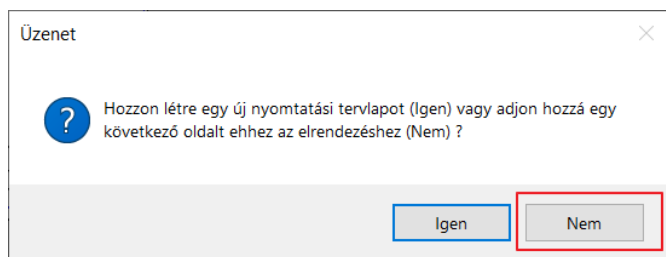 Üzenet
Hozzon létre egy új nyomtatási tervlapot (Igen) vagy adjon hozzá egy
következő oldalt ehhez az elrendezéshez (Nem) ?
Igen
Nem